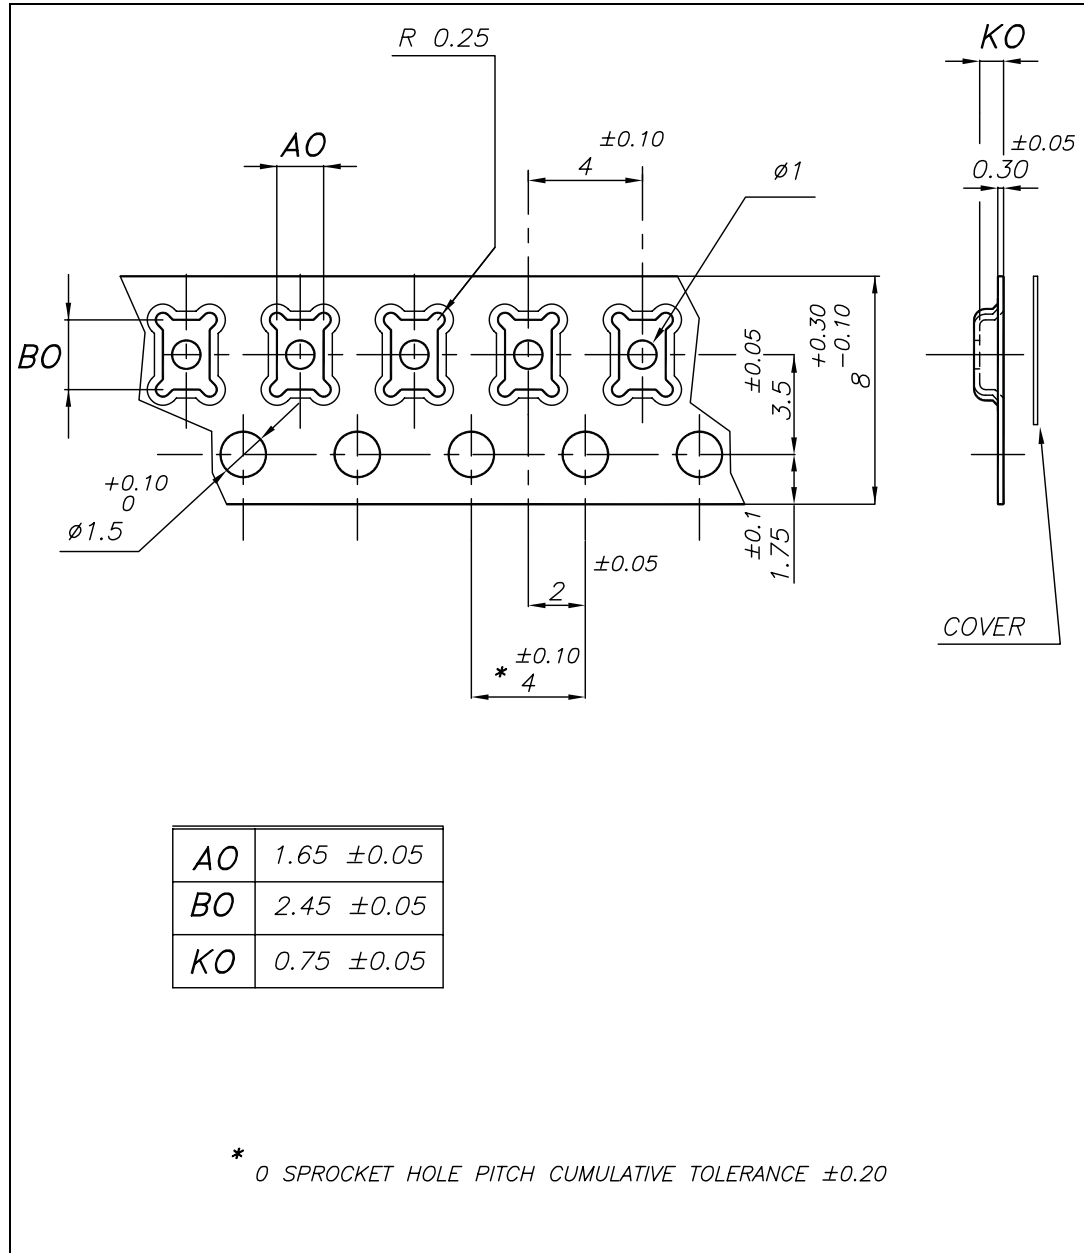 R 0.25
KO
AO
±0.10
4
ø1
±0.05
0.30
BO
±0.05
3.5
+0.30
-0.10
8
+0.10
0
ø1.5
±0.1
1.75
±0.05
2
COVER
* ±0.10
4
AO 1.65 ±0.05
BO 2.45 ±0.05
KO 0.75 ±0.05
*
0 SPROCKET HOLE PITCH CUMULATIVE TOLERANCE ±0.20